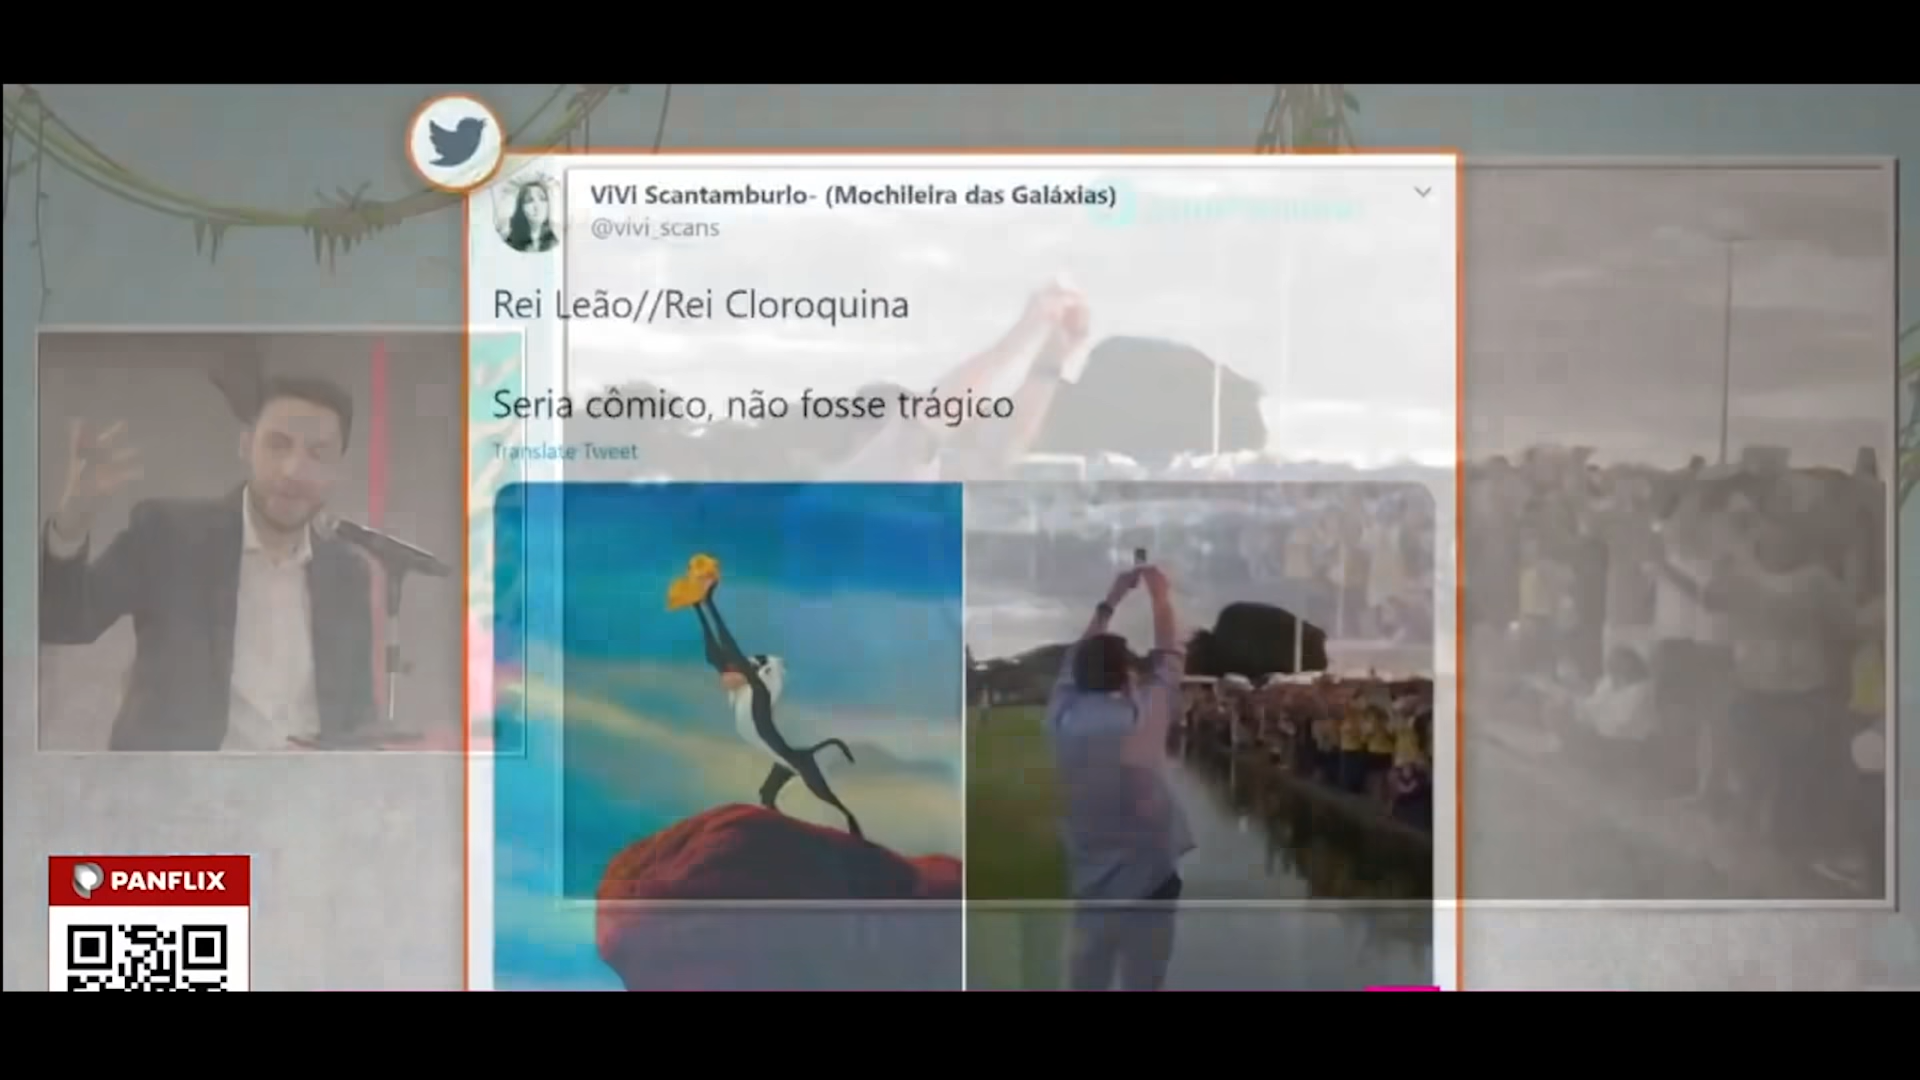 ViVi Scantamburlo- (Mochileira das Galáxias)
@vivi_scans
Rei Leão//Rei Cloroquina
Seria cômico, não fosse trágico
Translate Tweet
PANFLIX